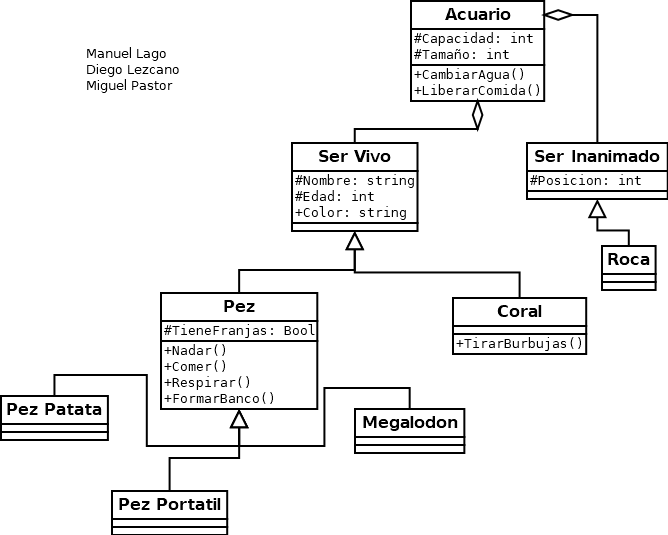 Manuel Lago
Diego Lezcano
Miguel Pastor
Acuario
#Capacidad: int
#Tamaño: int
+CambiarAgua()
+LiberarComida()
Ser Vivo
#Nombre: string
#Edad: int
+Color: string
Ser Inanimado
#Posicion: int
Roca
Pez
#TieneFranjas: Bool
+Nadar()
+Comer()
+Respirar()
+FormarBanco()
Coral
+TirarBurbujas()
Pez Patata
Megalodon
Pez Portatil